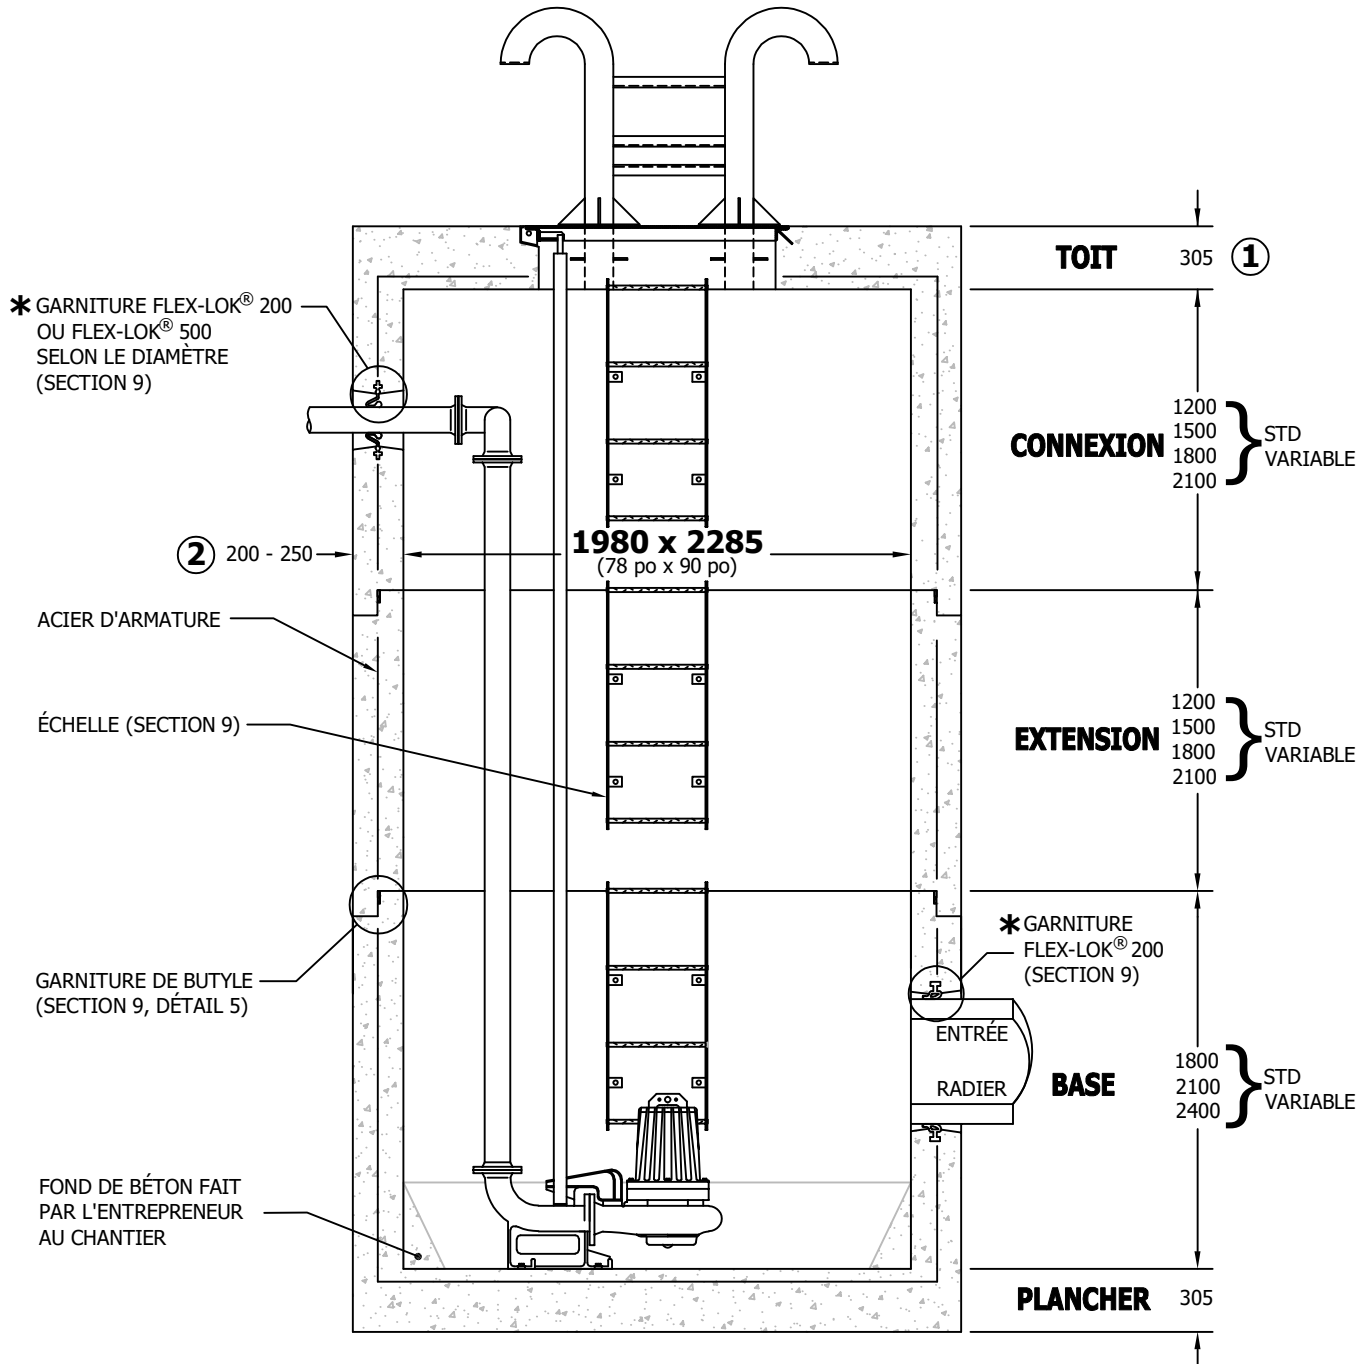 TOIT 305 1
* GARNITURE FLEX-LOK® 200
OU FLEX-LOK® 500
SELON LE DIAMÈTRE
(SECTION 9)
CONNEXION
1200
1500
1800
2100
STD
VARIABLE
2 200 - 250
1980 x 2285
(78 po x 90 po)
ACIER D'ARMATURE
ÉCHELLE (SECTION 9)
EXTENSION
1200
1500
1800
2100
STD
VARIABLE
GARNITURE DE BUTYLE
(SECTION 9, DÉTAIL 5)
* GARNITURE
FLEX-LOK® 200
(SECTION 9)
ENTRÉE
RADIER
BASE
1800
2100
2400
STD
VARIABLE
FOND DE BÉTON FAIT
PAR L'ENTREPRENEUR
AU CHANTIER
PLANCHER 305